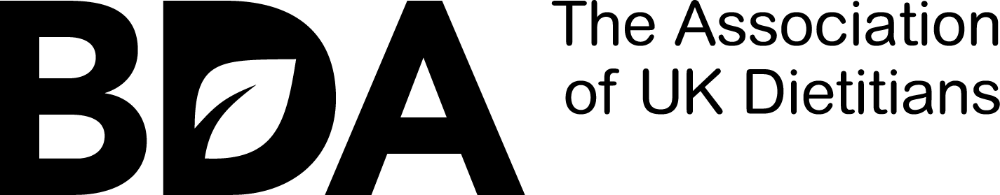 BDA
The Association
of UK Dietitians